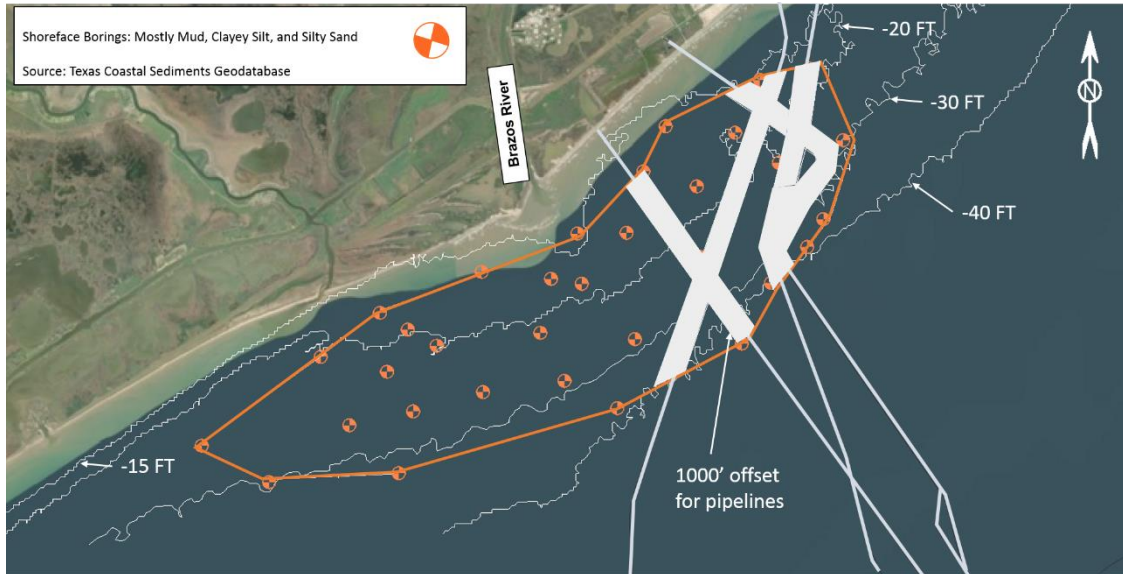 Shoreface Borings: Mostly Mud, Clayey Silt, and Silty Sand
Source: Texas Coastal Sediments Geodatabase
Brazos River
-20 FT
-30 FT
N
-40 FT
-15 FT
1000' offset
for pipelines